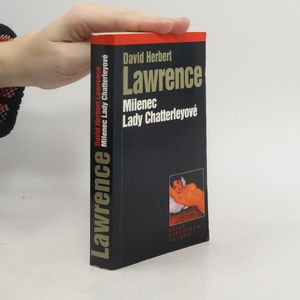 David Herbert
Lawrence
Milenec
Lady Chatterleyové
Lawrence
David Herbert Lawrence
Milenec Lady Chatterleyové